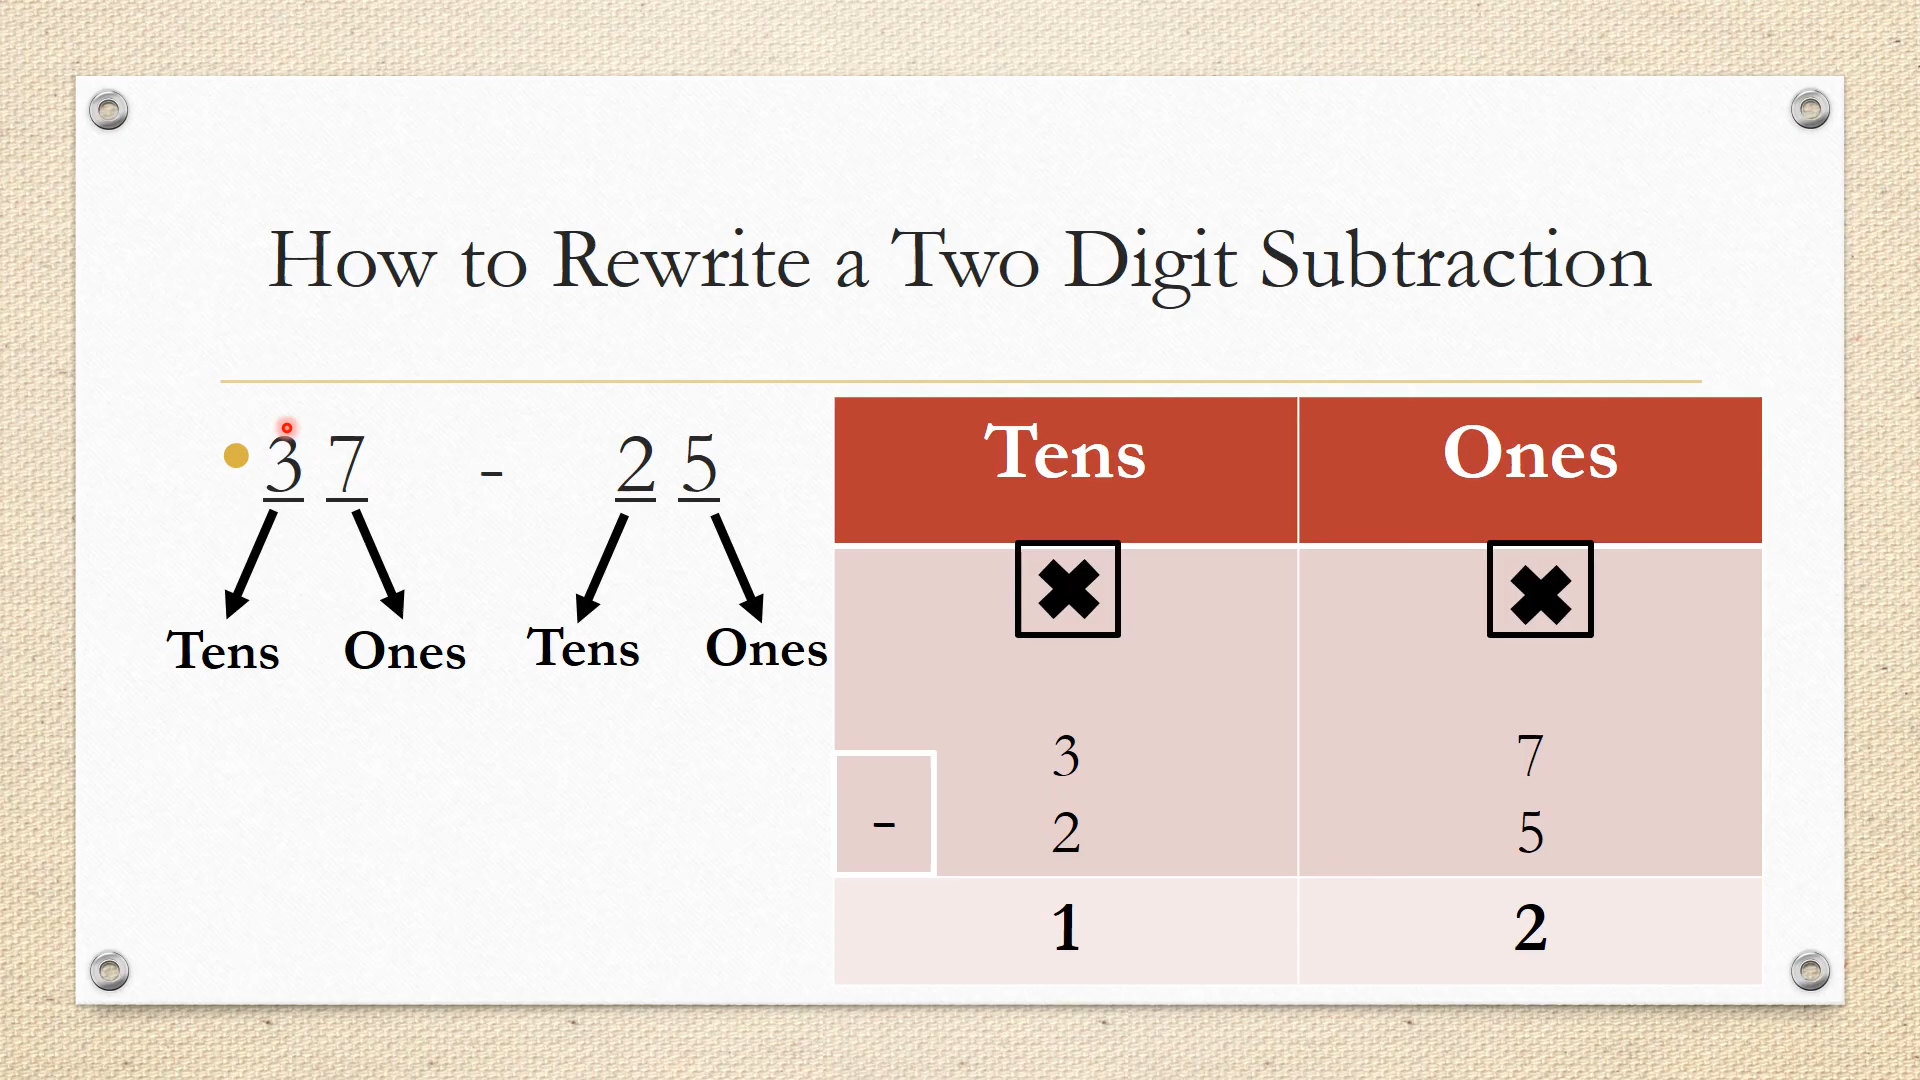 How to Rewrite a Two Digit Subtraction
3 7 - 2 5
Tens Ones Tens Ones
Tens Ones
3 7
- 2 5
1 2